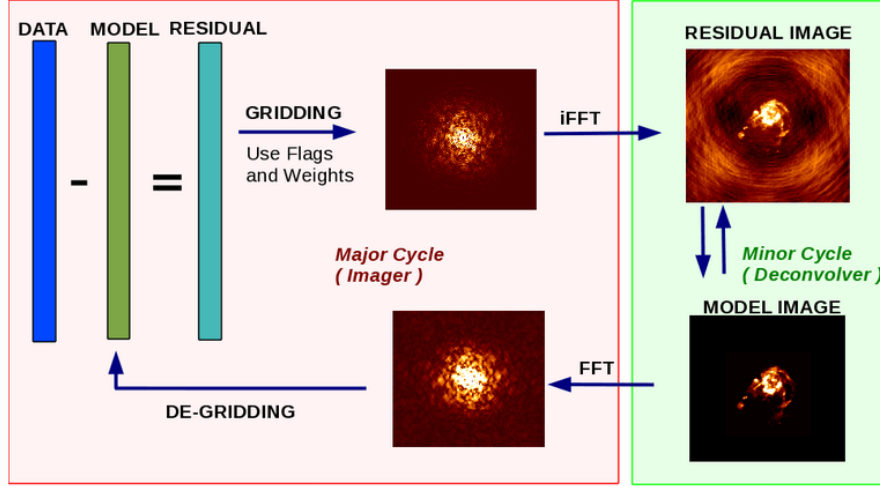 DATA MODEL RESIDUAL
-
=
GRIDDING
Use Flags
and Weights
iFFT
RESIDUAL IMAGE
Major Cycle
( Imager )
Minor Cycle
( Deconvolver )
MODEL IMAGE
FFT
DE-GRIDDING